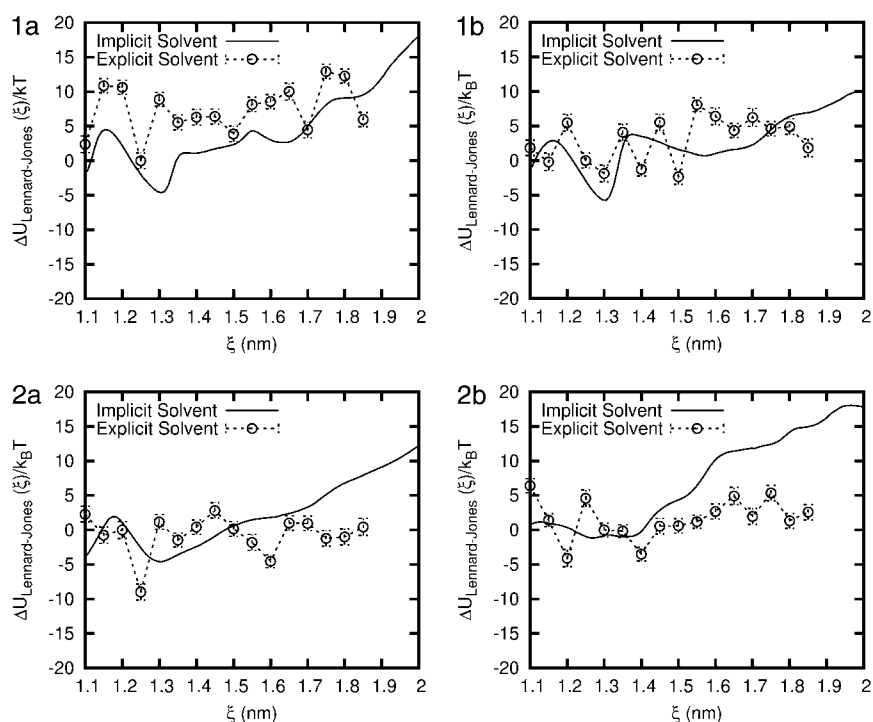 1a
Implicit Solvent
Explicit Solvent
ΔU_Lennard-Jones (ξ)/kT
20
15
10
5
0
-5
-10
-15
-20
1.1 1.2 1.3 1.4 1.5 1.6 1.7 1.8 1.9 2
ξ (nm)
1b
Implicit Solvent
Explicit Solvent
ΔU_Lennard-Jones (ξ)/k_BT
20
15
10
5
0
-5
-10
-15
-20
1.1 1.2 1.3 1.4 1.5 1.6 1.7 1.8 1.9 2
ξ (nm)
2a
Implicit Solvent
Explicit Solvent
ΔU_Lennard-Jones (ξ)/k_BT
20
15
10
5
0
-5
-10
-15
-20
1.1 1.2 1.3 1.4 1.5 1.6 1.7 1.8 1.9 2
ξ (nm)
2b
Implicit Solvent
Explicit Solvent
ΔU_Lennard-Jones (ξ)/k_BT
20
15
10
5
0
-5
-10
-15
-20
1.1 1.2 1.3 1.4 1.5 1.6 1.7 1.8 1.9 2
ξ (nm)